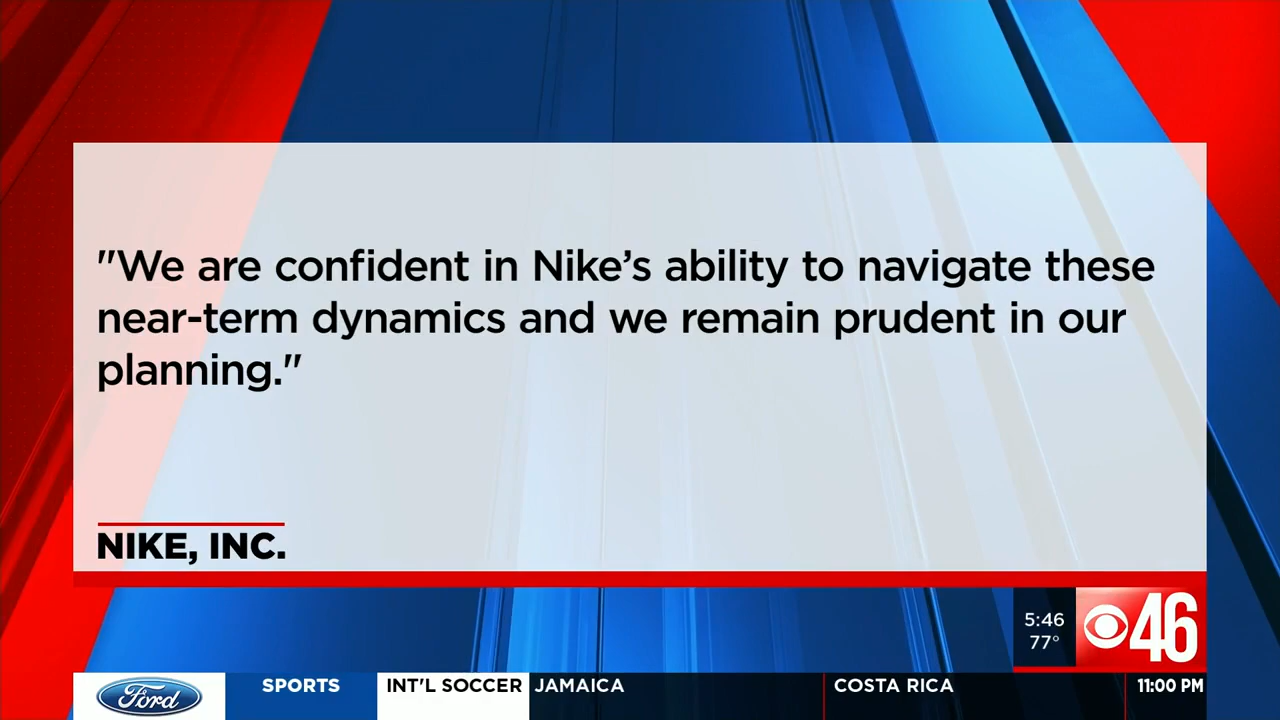 "We are confident in Nike’s ability to navigate these
near-term dynamics and we remain prudent in our
planning."
NIKE, INC.
5:46
77°
46
Ford
SPORTS
INT'L SOCCER
JAMAICA
COSTA RICA
11:00 PM